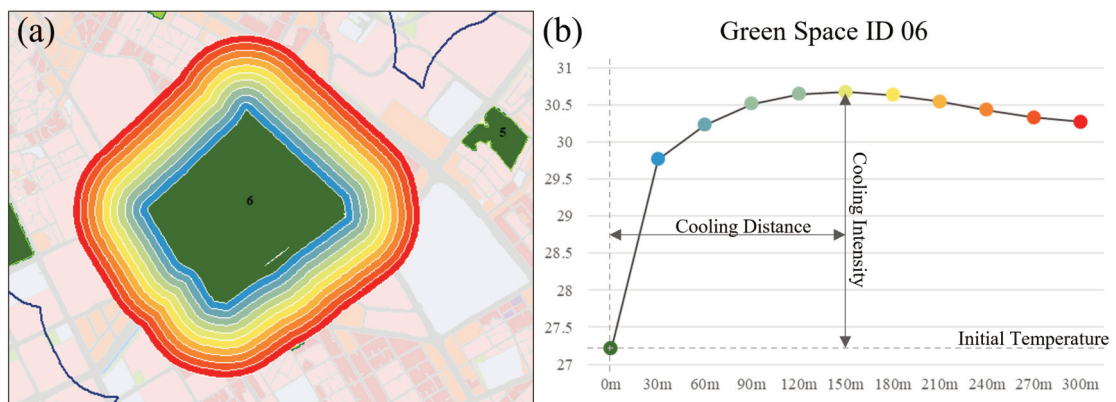 (a)
5
6
(b)
Green Space ID 06
31
30.5
30
29.5
29
28.5
28
27.5
27
Cooling Distance
Cooling Intensity
Initial Temperature
0m 30m 60m 90m 120m 150m 180m 210m 240m 270m 300m